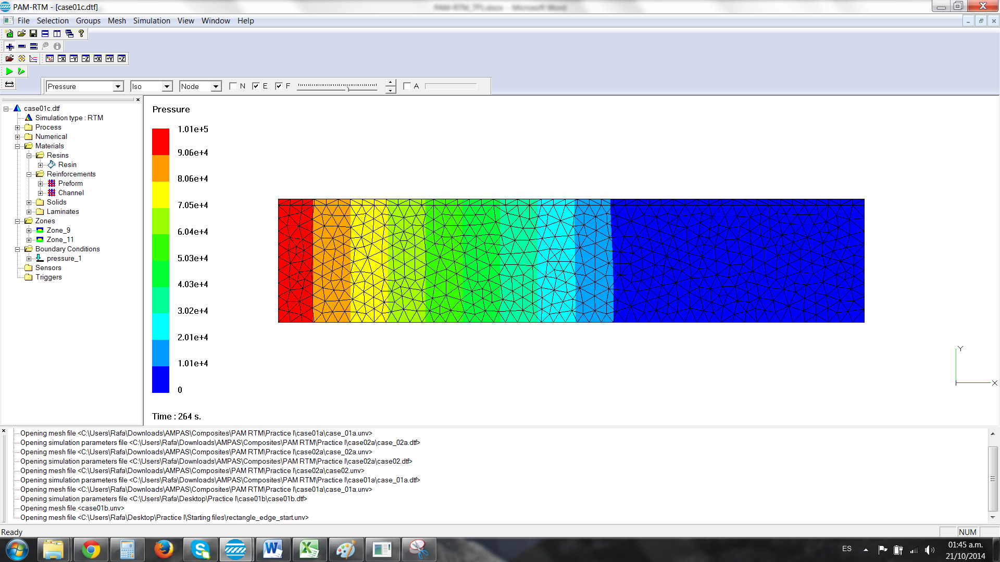 PAM-RTM - [case01c.dtf]
PAM-RTM_TP1.docx - Microsoft Word
File Selection Groups Mesh Simulation View Window Help
Pressure Iso Node N E F A
case01c.dtf
Simulation type : RTM
Process
Numerical
Materials
Resins
Resin
Reinforcements
Preform
Channel
Solids
Laminates
Zones
Zone_9
Zone_11
Boundary Conditions
pressure_1
Sensors
Triggers
Pressure
1.01e+5
9.06e+4
8.06e+4
7.05e+4
6.04e+4
5.03e+4
4.03e+4
3.02e+4
2.01e+4
1.01e+4
0
Time : 264 s.
Y
X
Opening mesh file <C:\Users\Rafa\Downloads\AMPAS\Composites\PAM RTM\Practice I\case01a\case_01a.unv>
Opening simulation parameters file <C:\Users\Rafa\Downloads\AMPAS\Composites\PAM RTM\Practice I\case02a\case_02a.dtf>
Opening mesh file <C:\Users\Rafa\Downloads\AMPAS\Composites\PAM RTM\Practice I\case02a\case_02a.unv>
Opening simulation parameters file <C:\Users\Rafa\Downloads\AMPAS\Composites\PAM RTM\Practice I\case02a\case02.dtf>
Opening mesh file <C:\Users\Rafa\Downloads\AMPAS\Composites\PAM RTM\Practice I\case02a\case02.unv>
Opening simulation parameters file <C:\Users\Rafa\Downloads\AMPAS\Composites\PAM RTM\Practice I\case01a\case_01a.dtf>
Opening mesh file <C:\Users\Rafa\Downloads\AMPAS\Composites\PAM RTM\Practice I\case01a\case_01a.unv>
Opening simulation parameters file <C:\Users\Rafa\Desktop\Practice I\case01b\case01b.dtf>
Opening mesh file <case01b.unv>
Opening mesh file <C:\Users\Rafa\Desktop\Practice I\Starting files\rectangle_edge_start.unv>
Ready
NUM
ES
01:45 a.m.
21/10/2014